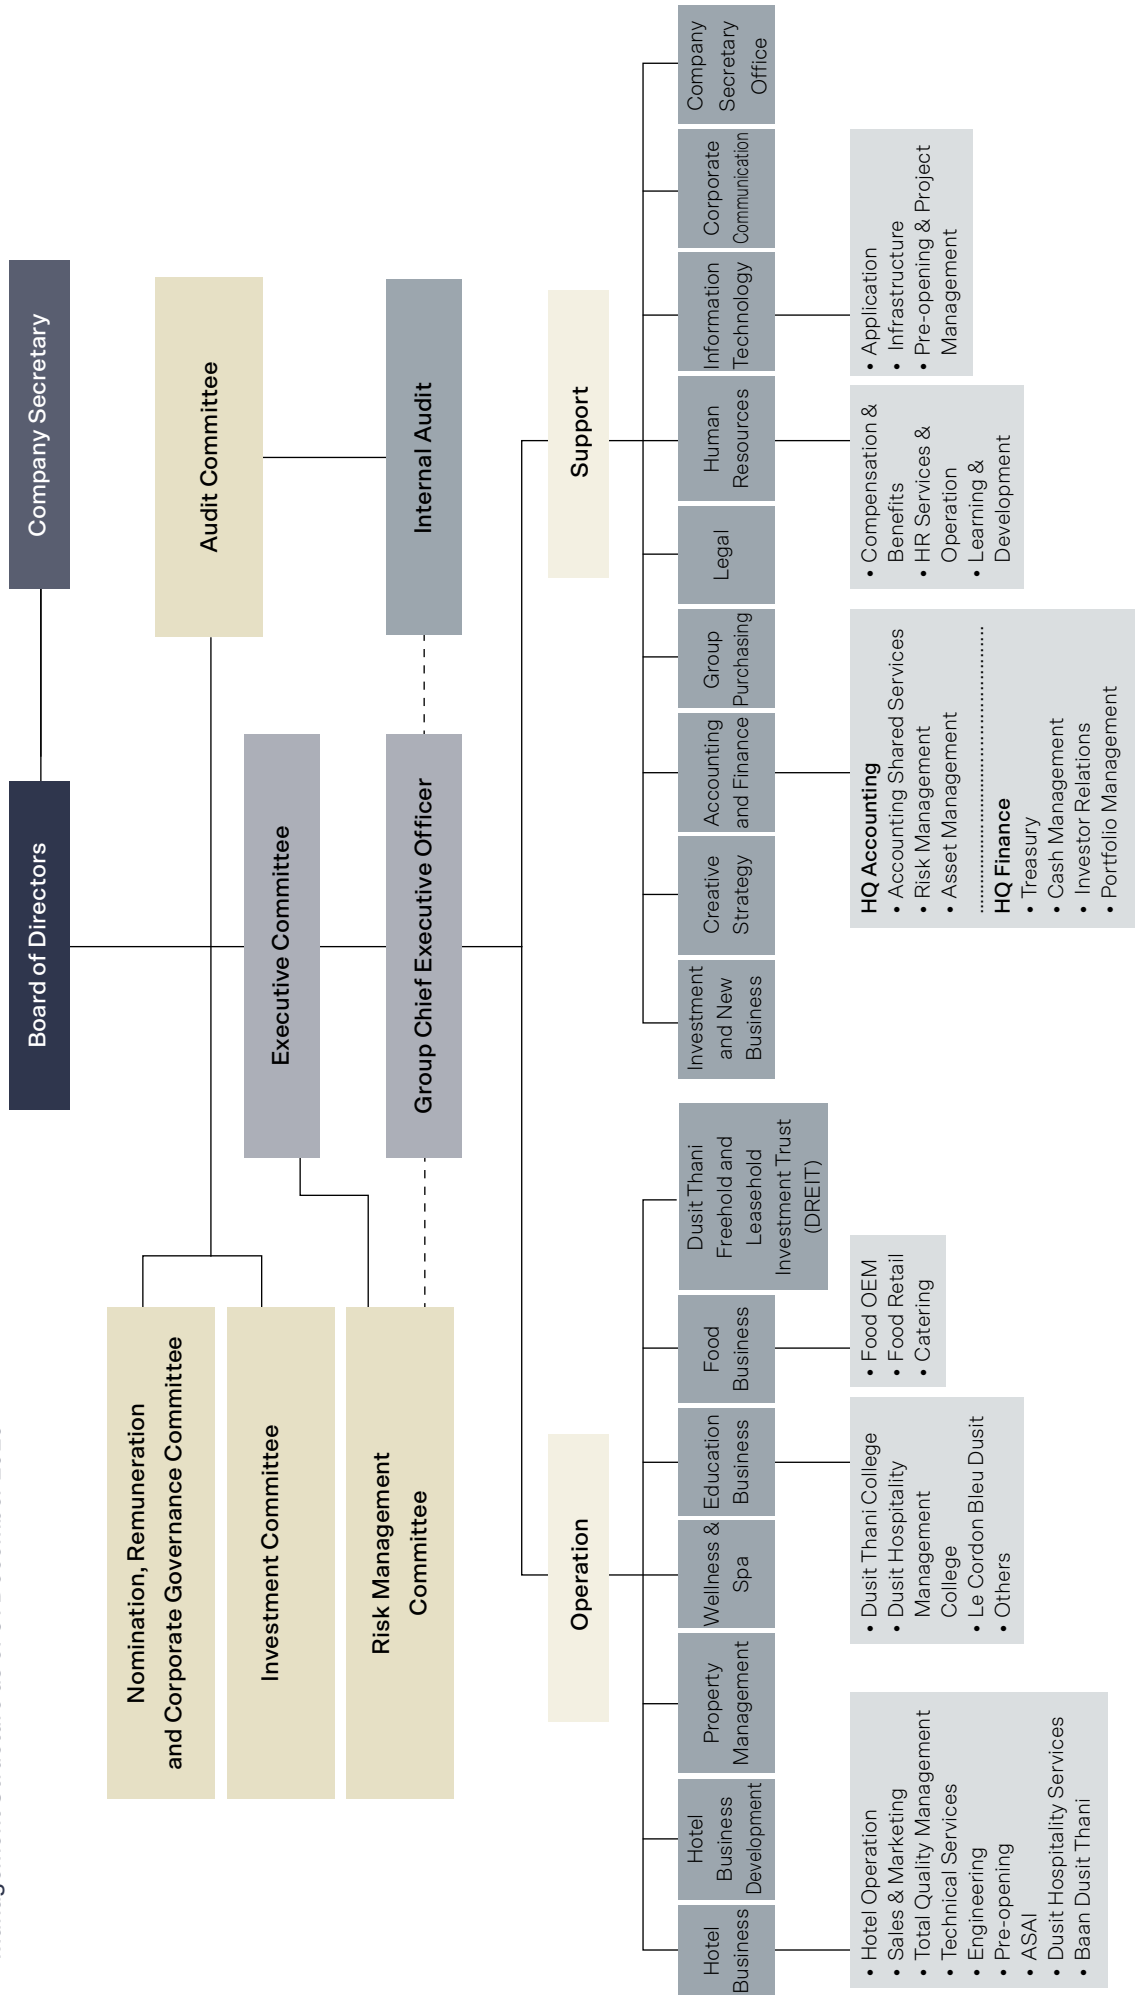 Management Structure as of 31 December
Board of Directors
Company Secretary
Nomination, Remuneration
and Corporate Governance Committee
Investment Committee
Risk Management
Committee
Audit Committee
Executive Committee
Group Chief Executive Officer
Internal Audit
Operation
Support
Hotel
Business
Hotel
Business
Development
Property
Management
Wellness &
Spa
Education
Business
Food
Business
Dusit Thani
Freehold and
Leasehold
Investment Trust
(DREIT)
Investment
and New
Business
Creative
Strategy
Accounting
and Finance
Group
Purchasing
Legal
Human
Resources
Information
Technology
Corporate
Communication
Company
Secretary
Office
• Hotel Operation
• Sales & Marketing
• Total Quality Management
• Technical Services
• Engineering
• Pre-opening
• ASAI
• Dusit Hospitality Services
• Baan Dusit Thani
• Dusit Thani College
• Dusit Hospitality
Management
College
• Le Cordon Bleu Dusit
• Others
• Food OEM
• Food Retail
• Catering
HQ Accounting
• Accounting Shared Services
• Risk Management
• Asset Management
HQ Finance
• Treasury
• Cash Management
• Investor Relations
• Portfolio Management
• Compensation &
Benefits
• HR Services &
Operation
• Learning &
Development
• Application
• Infrastructure
• Pre-opening & Project
Management